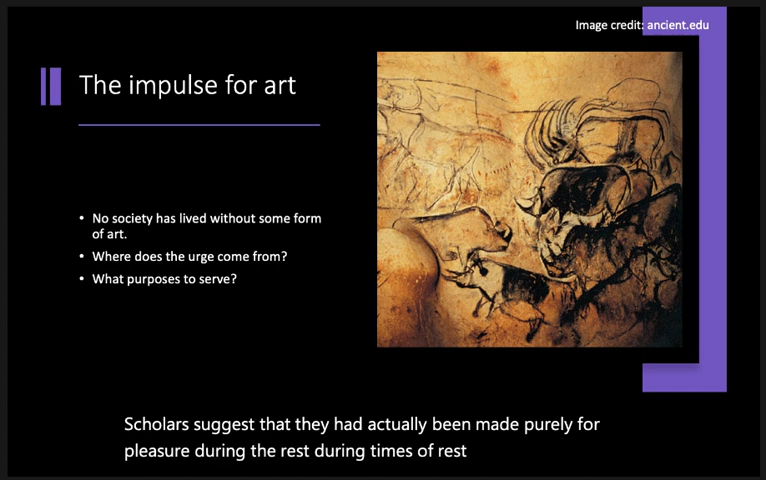 Image credit: ancient.edu
The impulse for art
• No society has lived without some form
of art.
• Where does the urge come from?
• What purposes to serve?
Scholars suggest that they had actually been made purely for
pleasure during the rest during times of rest